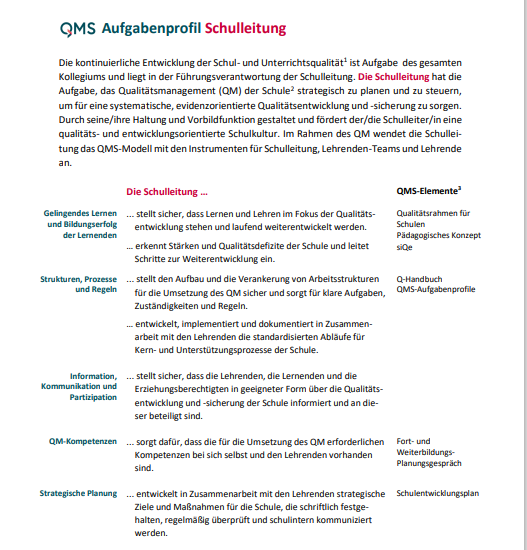 QMS Aufgabenprofil Schulleitung
Die kontinuierliche Entwicklung der Schul- und Unterrichtsqualität¹ ist Aufgabe des gesamten
Kollegiums und liegt in der Führungsverantwortung der Schulleitung. Die Schulleitung hat die
Aufgabe, das Qualitätsmanagement (QM) der Schule² strategisch zu planen und zu steuern,
um für eine systematische, evidenzorientierte Qualitätsentwicklung und -sicherung zu sorgen.
Durch seine/ihre Haltung und Vorbildfunktion gestaltet und fördert der/die Schulleiter/in eine
qualitäts- und entwicklungsorientierte Schulkultur. Im Rahmen des QM wendet die Schullei-
tung das QMS-Modell mit den Instrumenten für Schulleitung, Lehrenden-Teams und Lehrende
an.
Die Schulleitung ...
QMS-Elemente³
Gelingendes Lernen
und Bildungserfolg
der Lernenden
... stellt sicher, dass Lernen und Lehren im Fokus der Qualitäts-
entwicklung stehen und laufend weiterentwickelt werden.
... erkennt Stärken und Qualitätsdefizite der Schule und leitet
Schritte zur Weiterentwicklung ein.
Qualitätsrahmen für
Schulen
Pädagogisches Konzept
siQe
Strukturen, Prozesse
und Regeln
... stellt den Aufbau und die Verankerung von Arbeitsstrukturen
für die Umsetzung des QM sicher und sorgt für klare Aufgaben,
Zuständigkeiten und Regeln.
... entwickelt, implementiert und dokumentiert in Zusammen-
arbeit mit den Lehrenden die standardisierten Abläufe für
Kern- und Unterstützungsprozesse der Schule.
Q-Handbuch
QMS-Aufgabenprofile
Information,
Kommunikation und
Partizipation
... stellt sicher, dass die Lehrenden, die Lernenden und die
Erziehungsberechtigten in geeigneter Form über die Qualitäts-
entwicklung und -sicherung der Schule informiert und an die-
ser beteiligt sind.
QM-Kompetenzen
... sorgt dafür, dass die für die Umsetzung des QM erforderlichen
Kompetenzen bei sich selbst und den Lehrenden vorhanden
sind.
Fort- und
Weiterbildungs-
Planungsgespräch
Strategische Planung
... entwickelt in Zusammenarbeit mit den Lehrenden strategische
Ziele und Maßnahmen für die Schule, die schriftlich festge-
halten, regelmäßig überprüft und schulintern kommuniziert
werden.
Schulentwicklungsplan